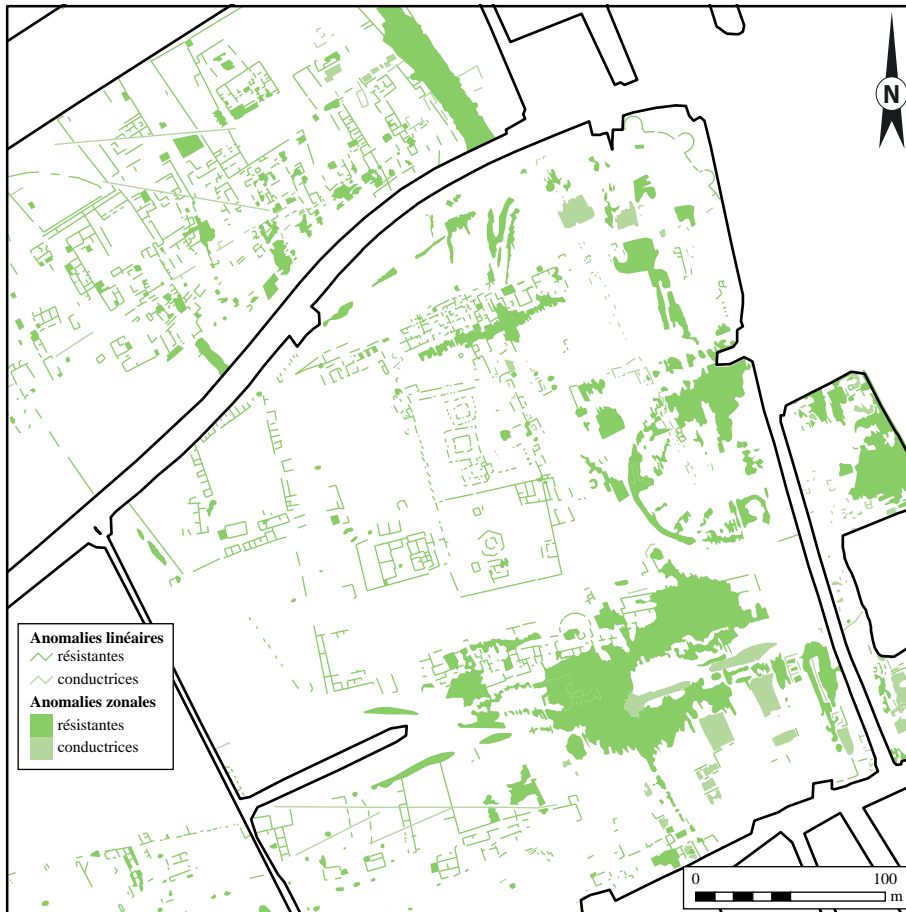 N
Anomalies linéaires
résistantes
conductrices
Anomalies zonales
résistantes
conductrices
0 100
m